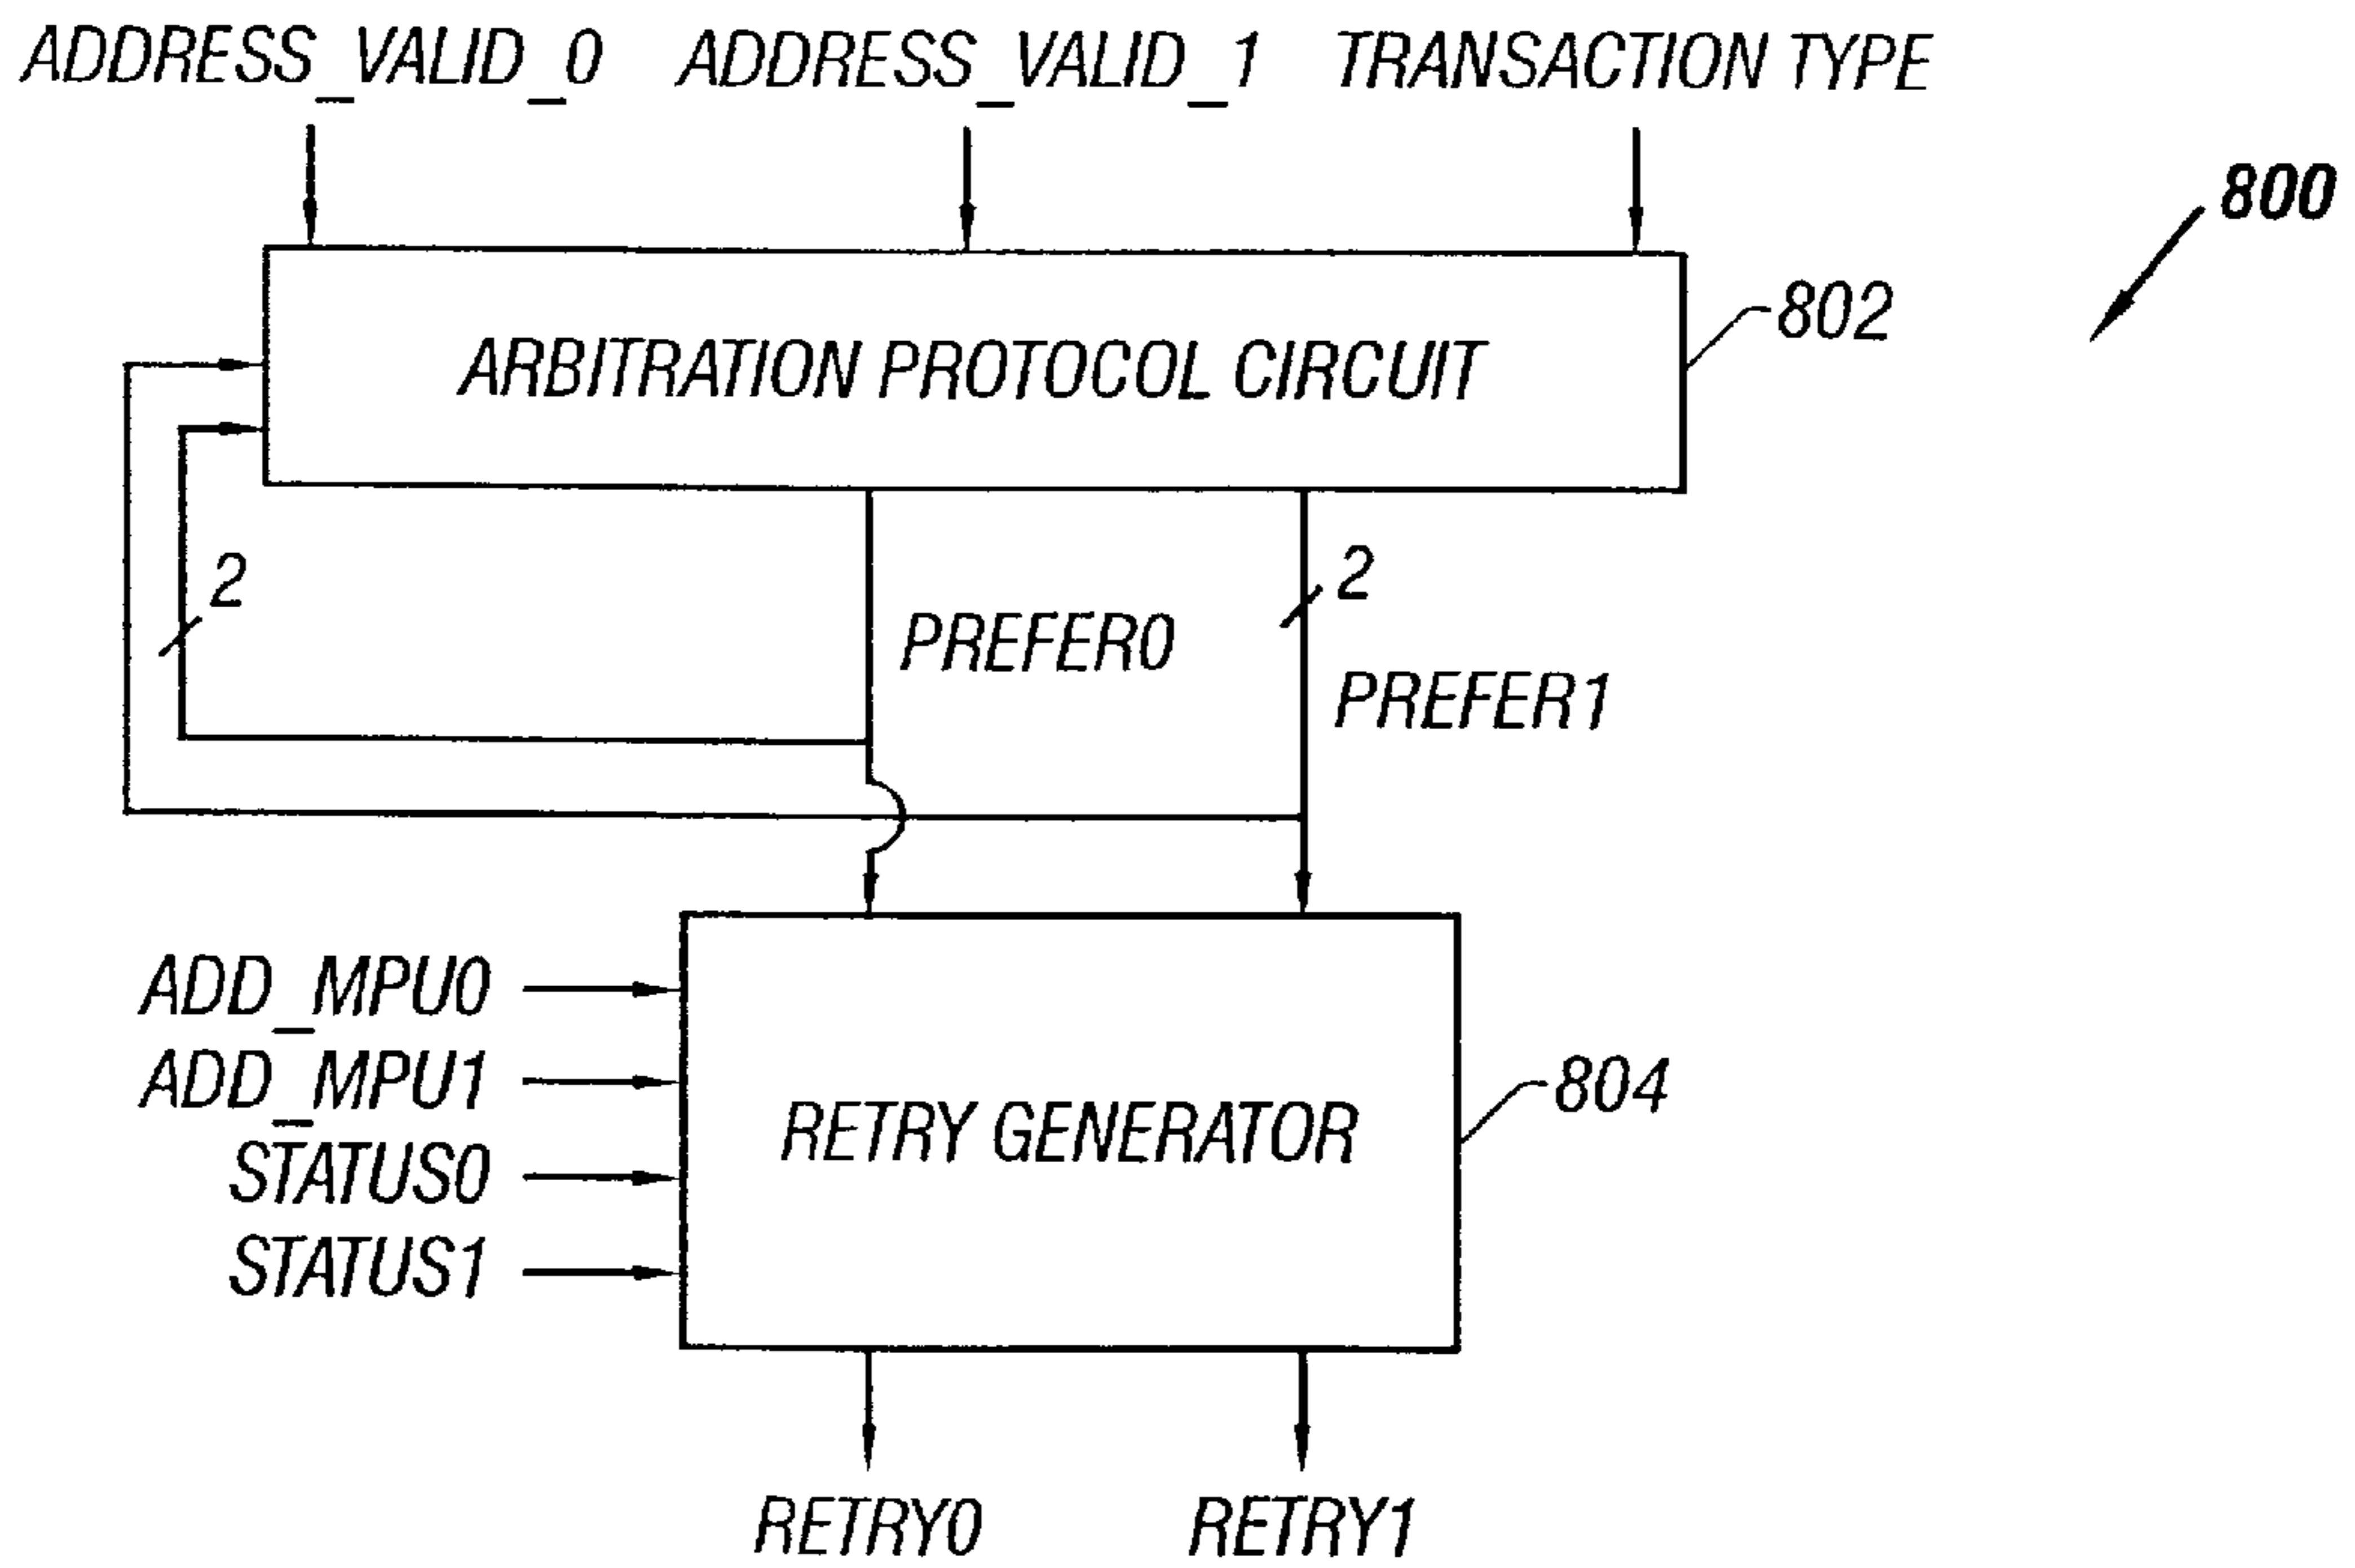 ADDRESS_VALID_0 ADDRESS_VALID_1 TRANSACTION TYPE
800
802
ARBITRATION PROTOCOL CIRCUIT
2
2
PREFER0
PREFER1
ADD_MPU0
ADD_MPU1
STATUS0
STATUS1
RETRY GENERATOR
804
RETRY0 RETRY1